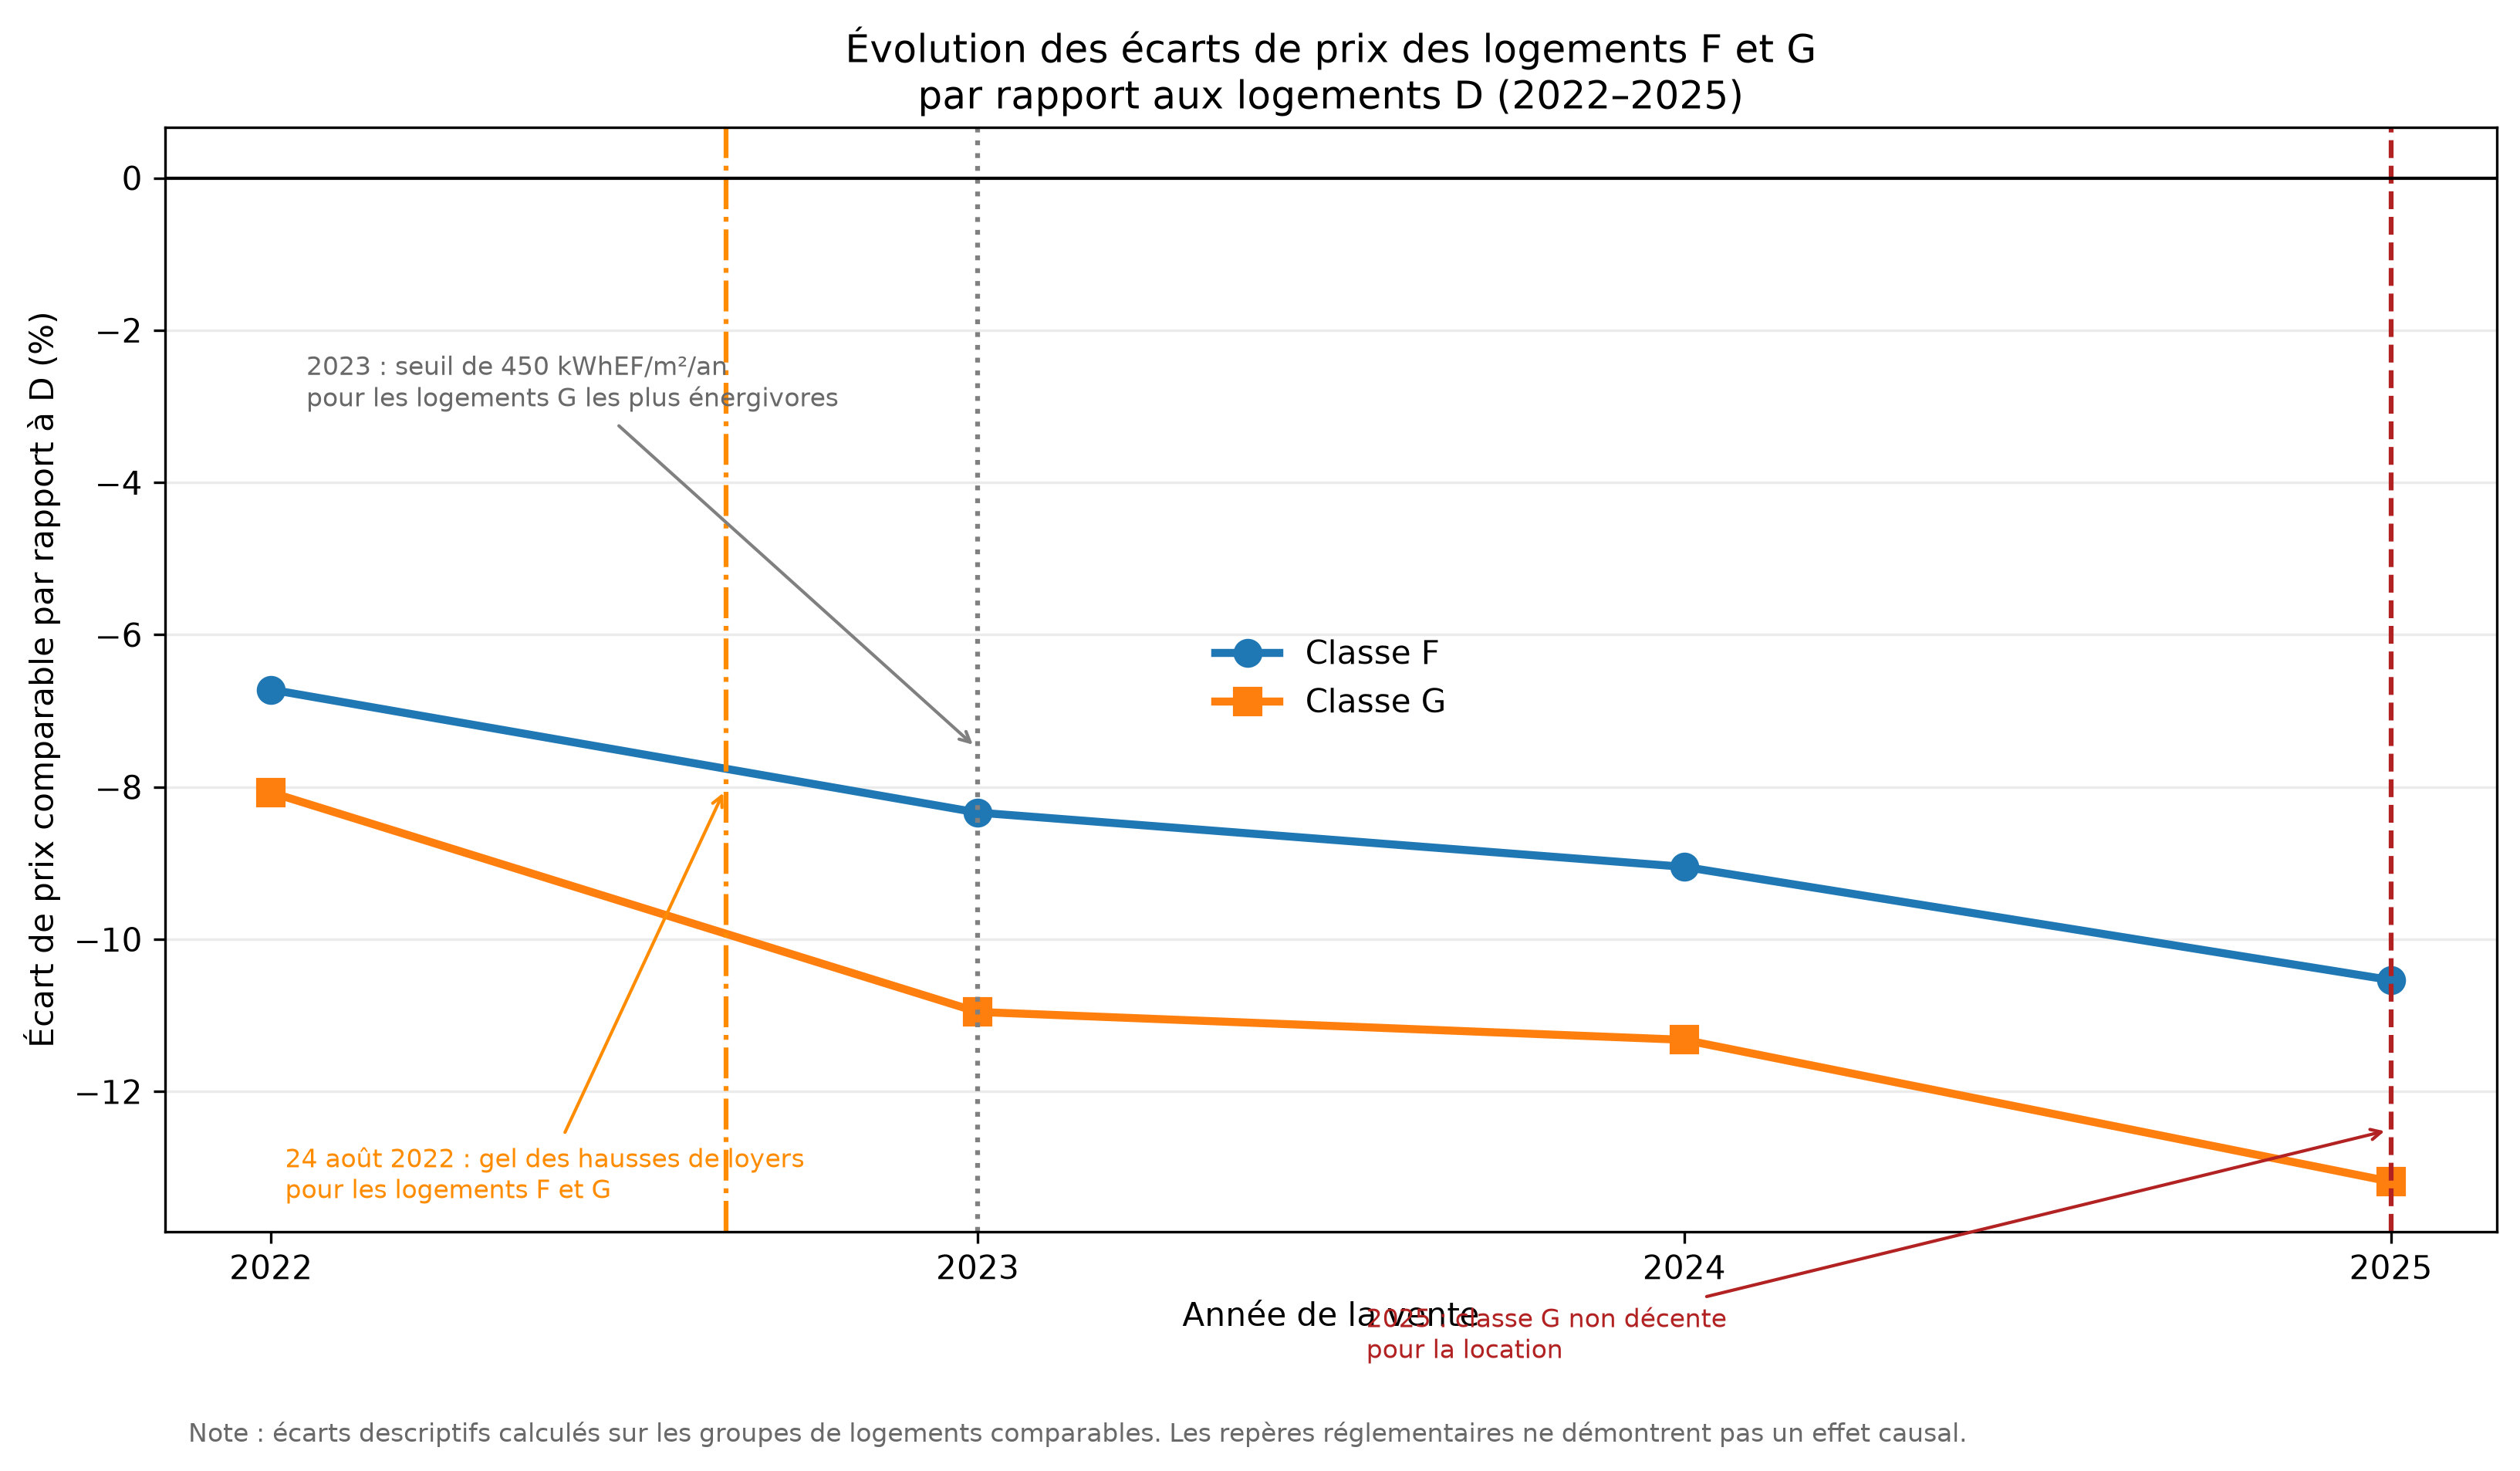 Évolution des écarts de prix des logements F et G
par rapport aux logements D (2022–2025)
Écart de prix comparable par rapport à D (%)
0
−2
−4
−6
−8
−10
−12
2023 : seuil de 450 kWhEF/m²/an
pour les logements G les plus énergivores
Classe F
Classe G
24 août 2022 : gel des hausses de loyers
pour les logements F et G
2022
2023
2024
2025
Année de la vente
2025 : classe G non décente
pour la location
Note : écarts descriptifs calculés sur les groupes de logements comparables. Les repères réglementaires ne démontrent pas un effet causal.